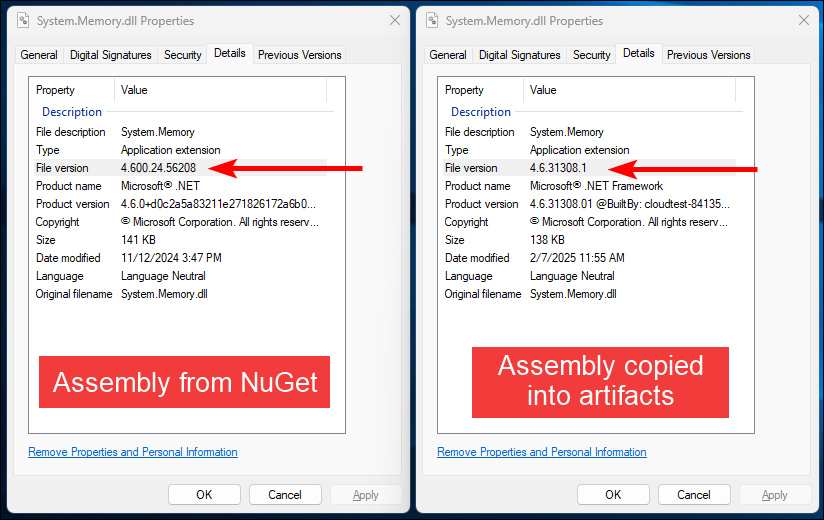 System.Memory.dll Properties
General Digital Signatures Security Details Previous Versions
Property Value
Description
File description System.Memory
Type Application extension
File version 4.600.24.56208
Product name Microsoft® .NET
Product version 4.6.0+d0c2a5a83211e271826172a6b0...
Copyright © Microsoft Corporation. All rights reserv...
Size 141 KB
Date modified 11/12/2024 3:47 PM
Language Language Neutral
Original filename System.Memory.dll
Assembly from NuGet
Remove Properties and Personal Information
OK Cancel Apply
System.Memory.dll Properties
General Digital Signatures Security Details Previous Versions
Property Value
Description
File description System.Memory
Type Application extension
File version 4.6.31308.1
Product name Microsoft® .NET Framework
Product version 4.6.31308.01 @BuiltBy: cloudtest-84135...
Copyright © Microsoft Corporation. All rights reserv...
Size 138 KB
Date modified 2/7/2025 11:55 AM
Language Language Neutral
Original filename System.Memory.dll
Assembly copied
into artifacts
Remove Properties and Personal Information
OK Cancel Apply